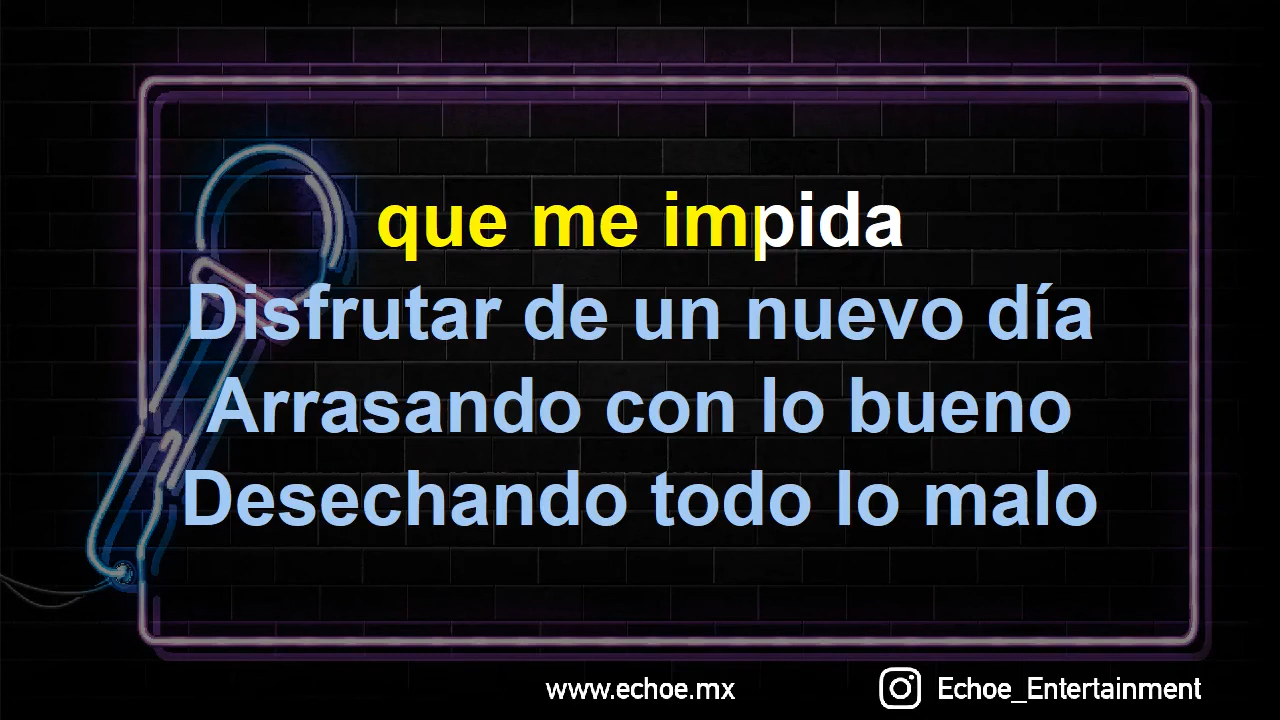 que me impida
Disfrutar de un nuevo día
Arrasando con lo bueno
Desechando todo lo malo
www.echoe.mx
Echoe_Entertainment